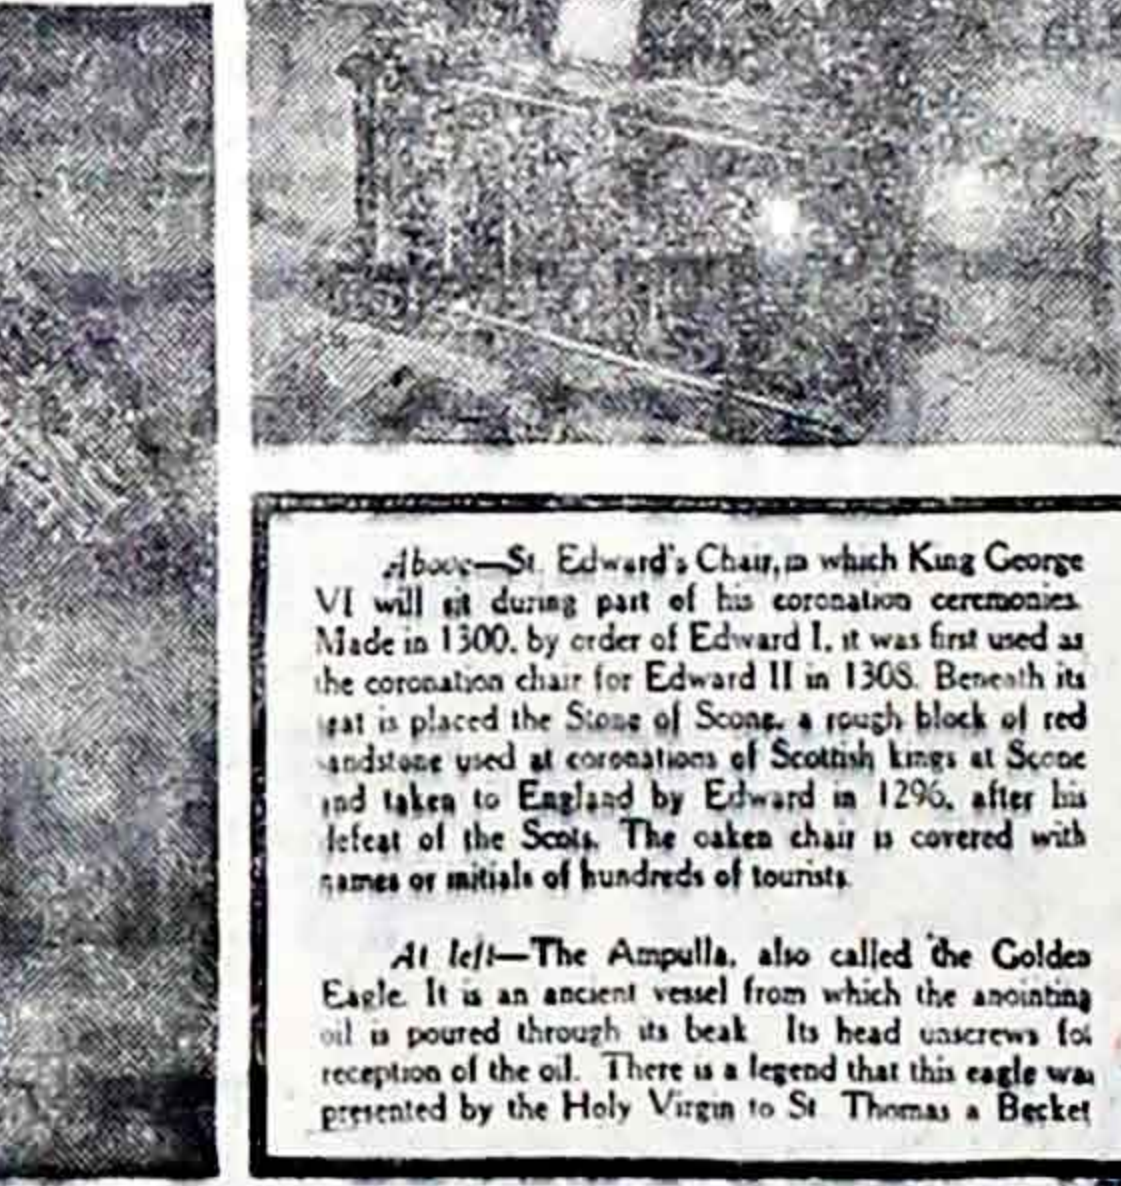 Above—St. Edward's Chair, in which King George
VI will sit during part of his coronation ceremonies.
Made in 1300, by order of Edward I, it was first used as
the coronation chair for Edward II in 1308. Beneath its
seat is placed the Stone of Scone, a rough block of red
sandstone used at coronations of Scottish kings at Scone
and taken to England by Edward in 1296, after his
defeat of the Scots. The oaken chair is covered with
names or initials of hundreds of tourists.
At left—The Ampulla, also called the Golden
Eagle. It is an ancient vessel from which the anointing
oil is poured through its beak Its head unscrews for
reception of the oil. There is a legend that this eagle was
presented by the Holy Virgin to St Thomas a Becket